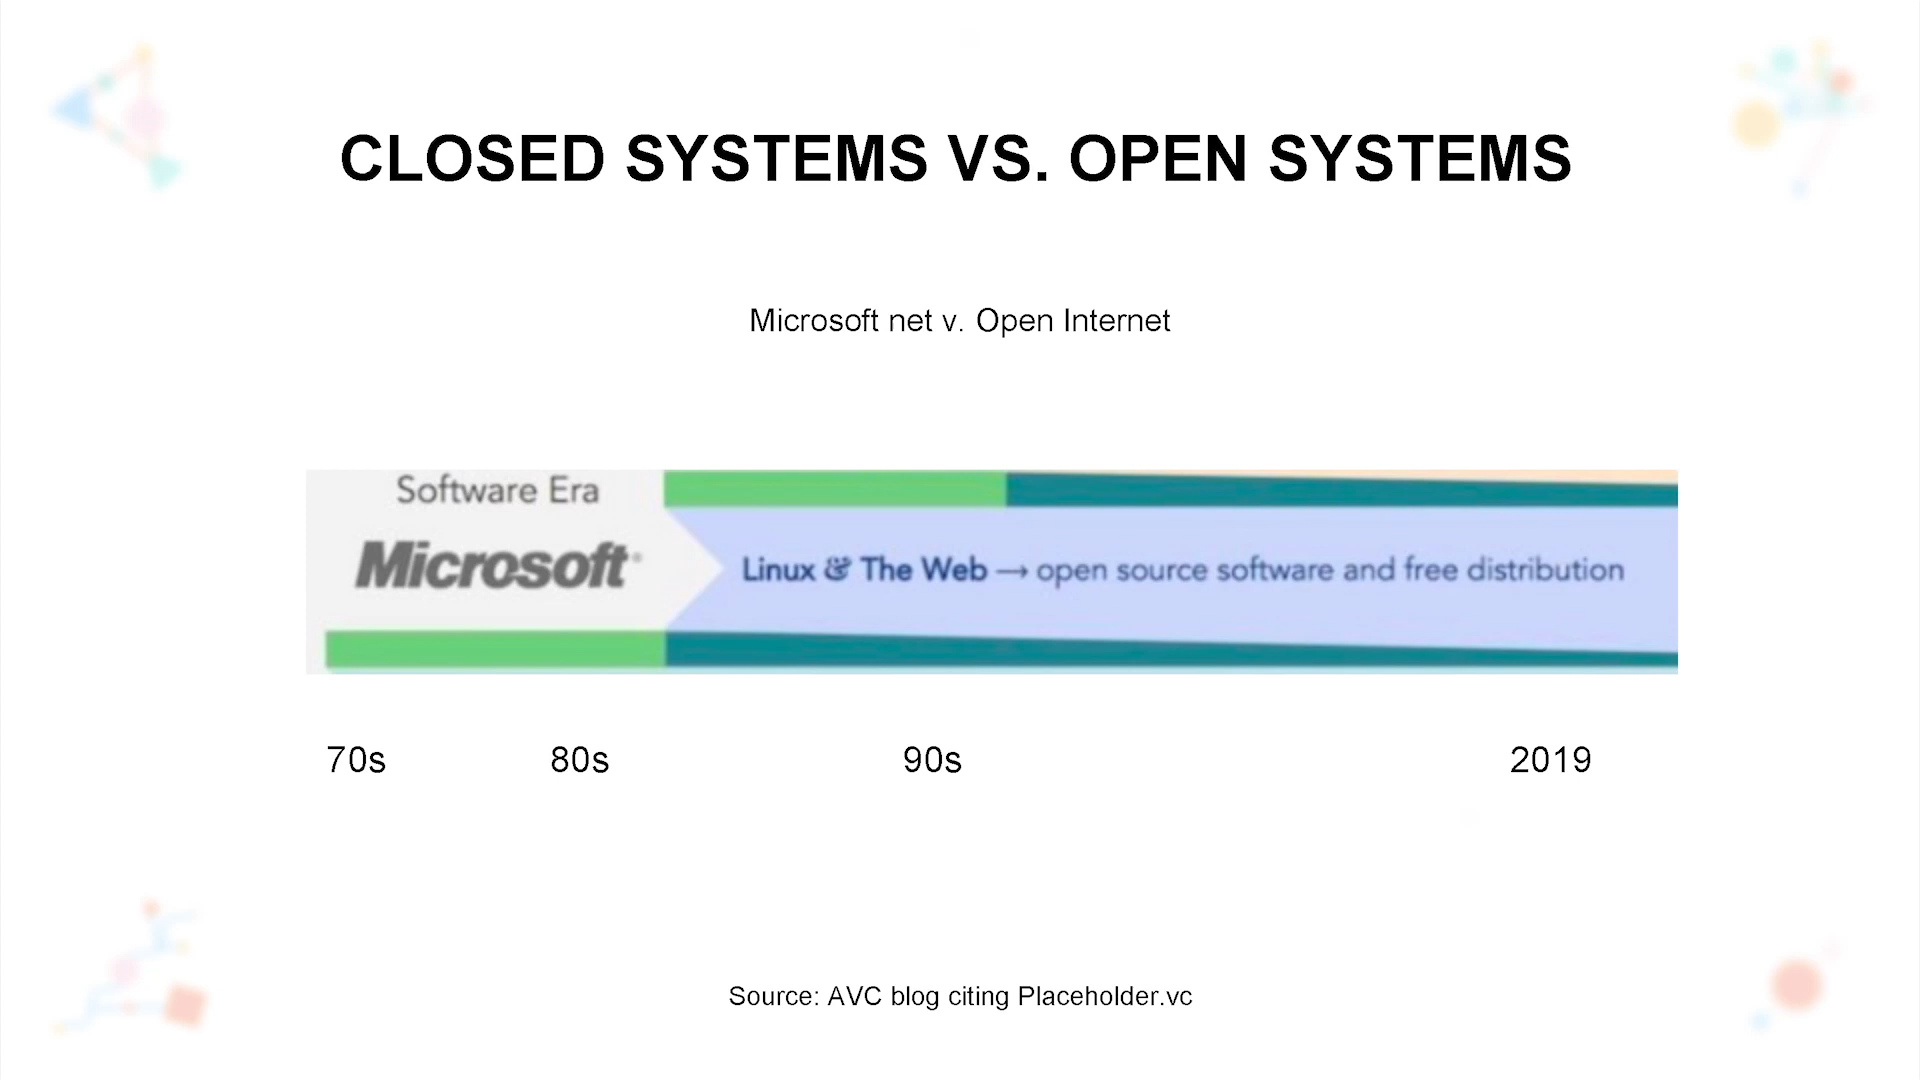 CLOSED SYSTEMS VS. OPEN SYSTEMS
Microsoft net v. Open Internet
Software Era
Microsoft®
Linux & The Web → open source software and free distribution
70s 80s 90s 2019
Source: AVC blog citing Placeholder.vc